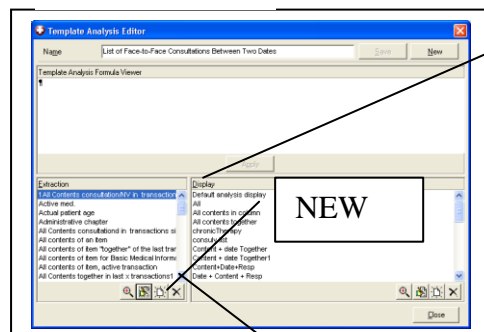 Template Analysis Editor
Name List of Face-to-Face Consultations Between Two Dates Save New
Template Analysis Formula Viewer
¶
Apply
Extraction
!All Contents consultation/NV in transaction
Active med.
Actual patient age
Administrative chapter
All Contents consultationd in transactions si
All contents of an item
All contents of item "together" of the last tran
All contents of item for Basic Medical Informa
All contents of item, active transaction
All Contents together in last x transactions1
Display
Default analysis display
All
All contents in column
All contents together
chronicTherapy
Content + date Together
Content + date Together1
Content+Date+Resp
Date + Content + Resp
NEW
Close